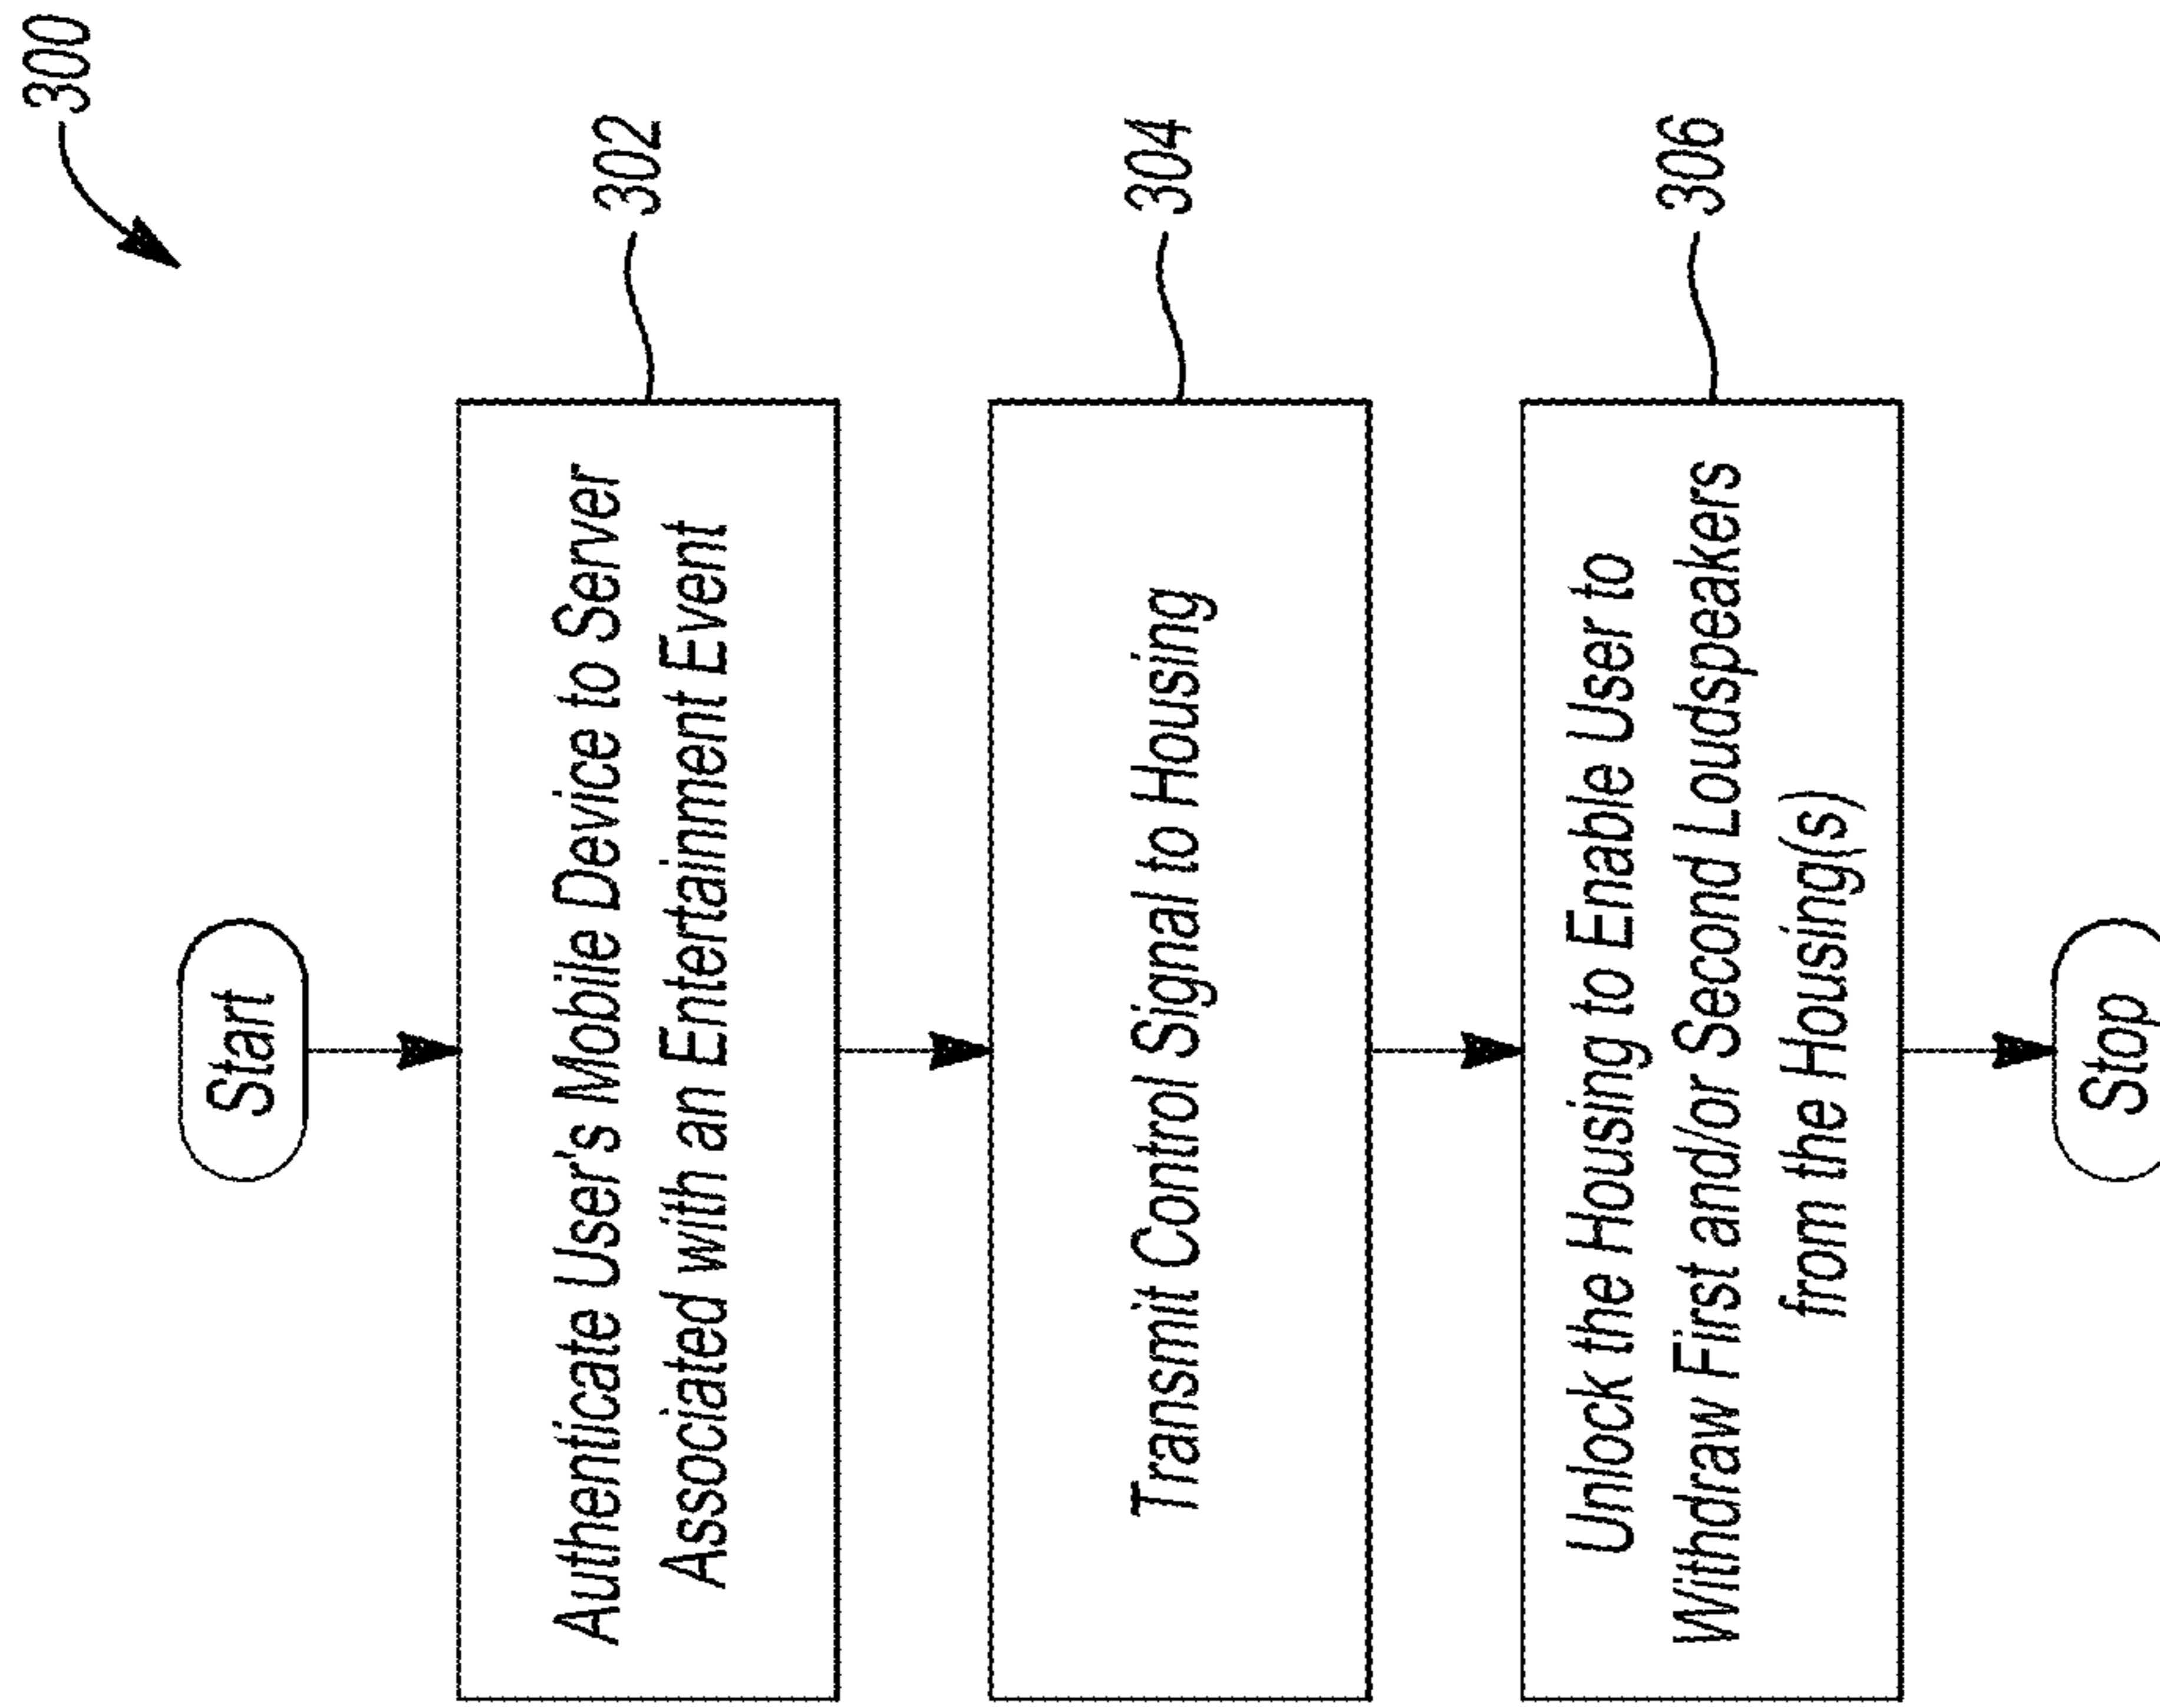 300
Start
Authenticate User's Mobile Device to Server
Associated with an Entertainment Event
302
Transmit Control Signal to Housing
304
Unlock the Housing to Enable User to
Withdraw First and/or Second Loudspeakers
from the Housing(s)
306
Stop